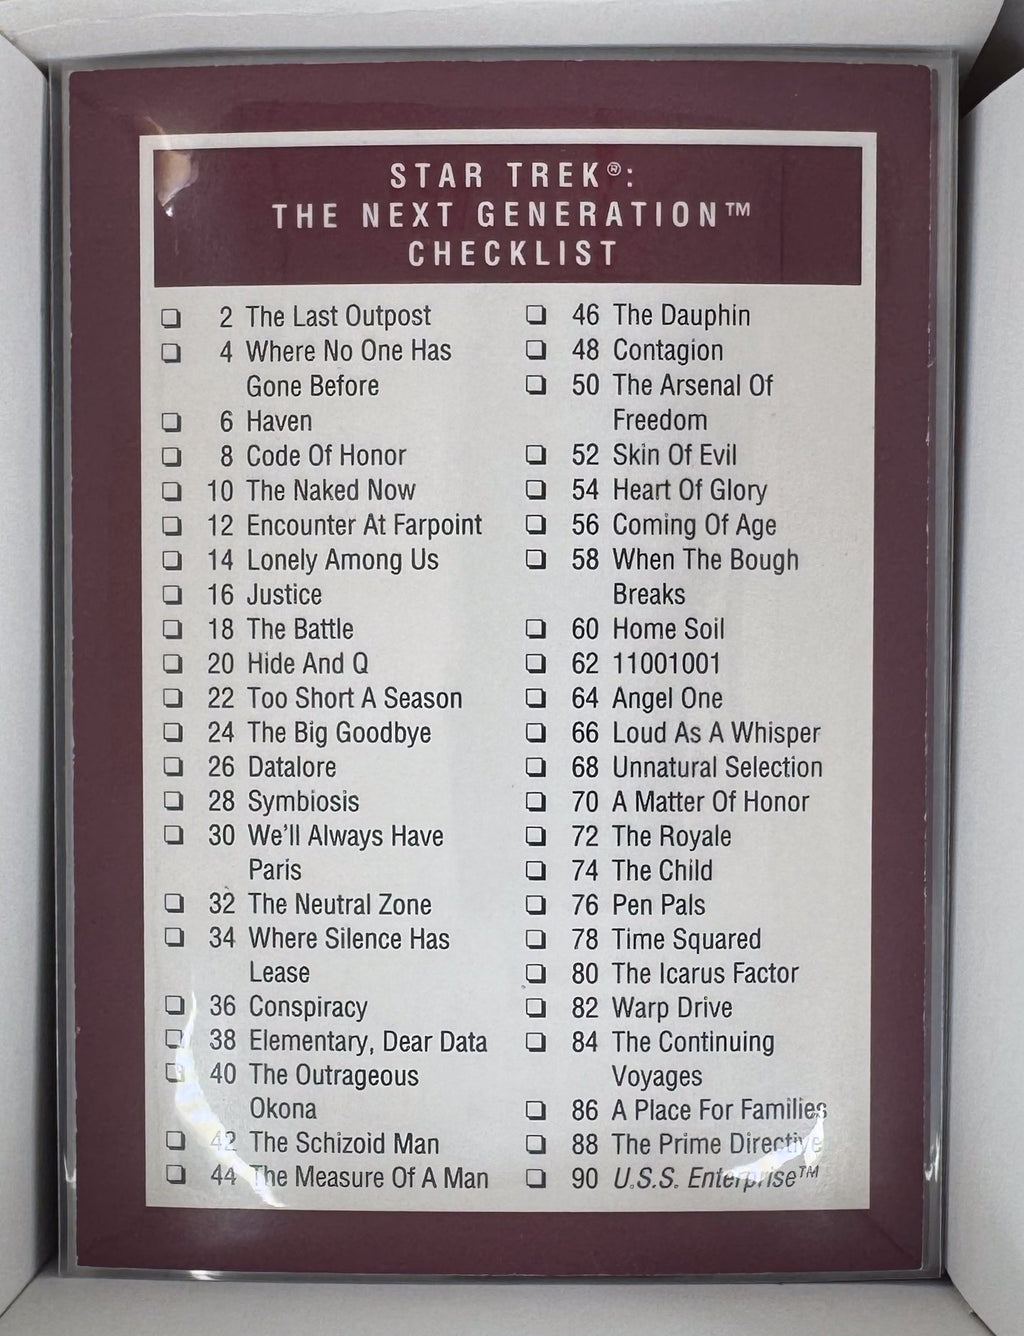 STAR TREK®:
THE NEXT GENERATION™
CHECKLIST
2 The Last Outpost
4 Where No One Has
Gone Before
6 Haven
8 Code Of Honor
10 The Naked Now
12 Encounter At Farpoint
14 Lonely Among Us
16 Justice
18 The Battle
20 Hide And Q
22 Too Short A Season
24 The Big Goodbye
26 Datalore
28 Symbiosis
30 We'll Always Have
Paris
32 The Neutral Zone
34 Where Silence Has
Lease
36 Conspiracy
38 Elementary, Dear Data
40 The Outrageous
Okona
42 The Schizoid Man
44 The Measure Of A Man
46 The Dauphin
48 Contagion
50 The Arsenal Of
Freedom
52 Skin Of Evil
54 Heart Of Glory
56 Coming Of Age
58 When The Bough
Breaks
60 Home Soil
62 11001001
64 Angel One
66 Loud As A Whisper
68 Unnatural Selection
70 A Matter Of Honor
72 The Royale
74 The Child
76 Pen Pals
78 Time Squared
80 The Icarus Factor
82 Warp Drive
84 The Continuing
Voyages
86 A Place For Families
88 The Prime Directive
90 U.S.S. Enterprise™